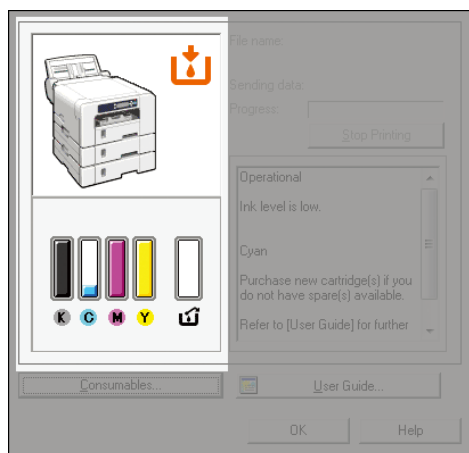 File name:
Sending data:
Progress:
Stop Printing
Operational
Ink level is low.
Cyan
Purchase new cartridge(s) if you
do not have spare(s) available.
Refer to [User Guide] for further
K C M Y
Consumables...
User Guide...
OK
Help